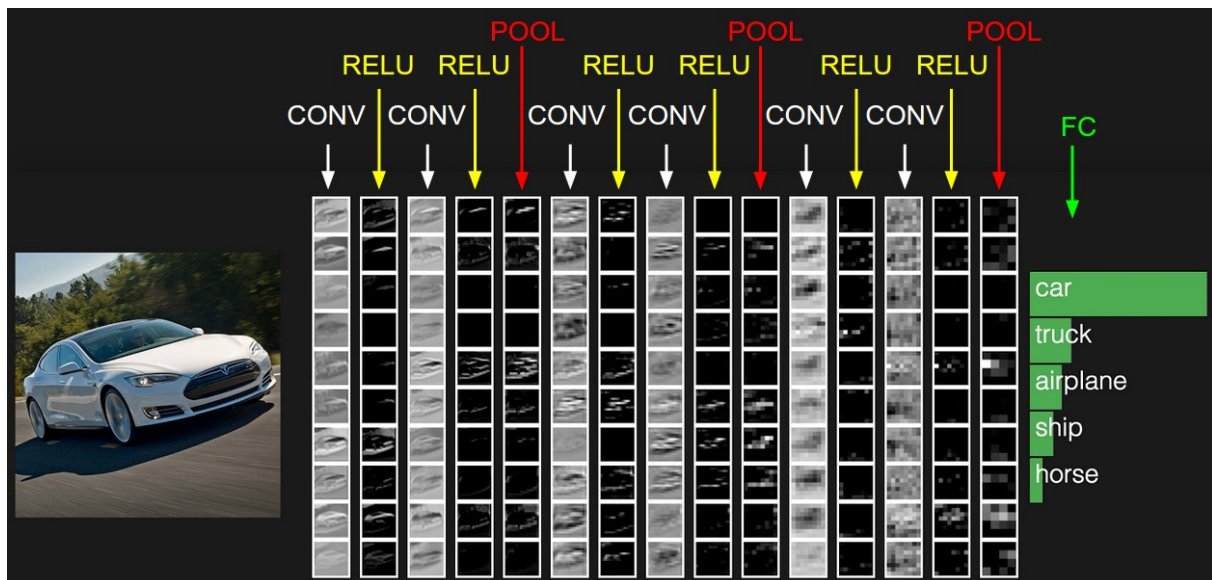 POOL POOL POOL
RELU RELU RELU RELU RELU RELU
CONV CONV CONV CONV CONV CONV
FC
car
truck
airplane
ship
horse